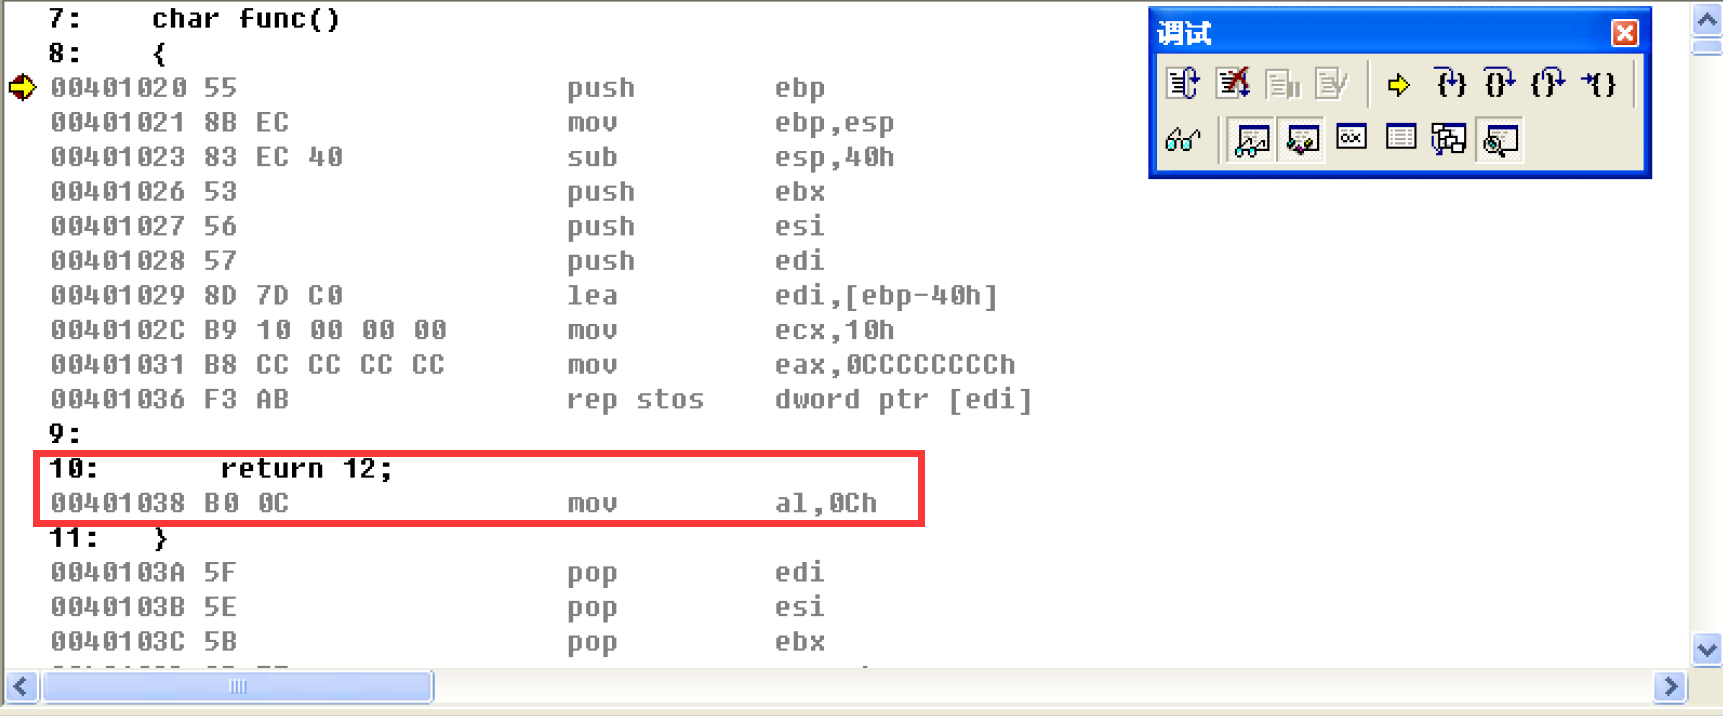 7: char func()
调试
8: {
00401020 55 push ebp
00401021 8B EC mov ebp,esp
00401023 83 EC 40 sub esp,40h
00401026 53 push ebx
00401027 56 push esi
00401028 57 push edi
00401029 8D 7D C0 lea edi,[ebp-40h]
0040102C B9 10 00 00 00 mov ecx,10h
00401031 B8 CC CC CC CC mov eax,0CCCCCCCCh
00401036 F3 AB rep stos dword ptr [edi]
9:
10: return 12;
00401038 B0 0C mov al,0Ch
11: }
0040103A 5F pop edi
0040103B 5E pop esi
0040103C 5B pop ebx